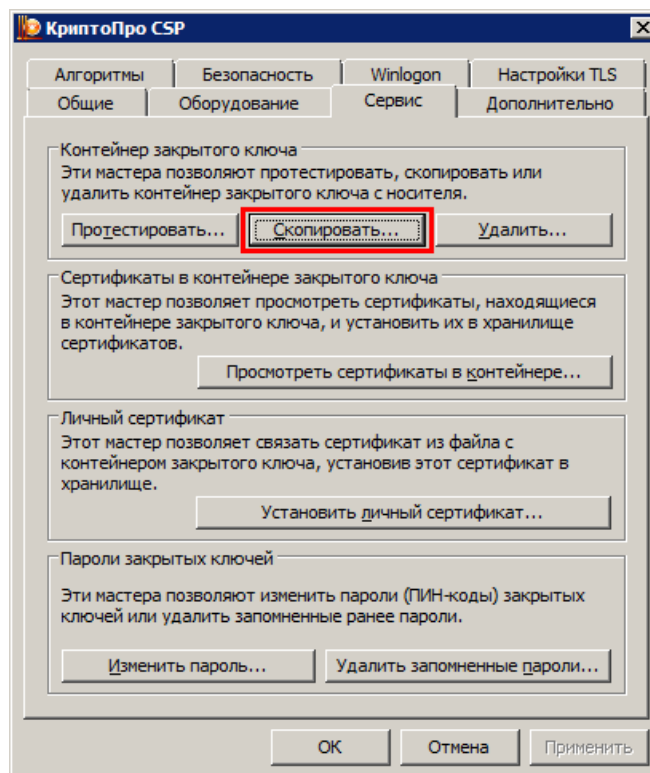 КриптоПро CSP
Алгоритмы Безопасность Winlogon Настройки TLS
Общие Оборудование Сервис Дополнительно
Контейнер закрытого ключа
Эти мастера позволяют протестировать, скопировать или
удалить контейнер закрытого ключа с носителя.
Протестировать... Скопировать... Удалить...
Сертификаты в контейнере закрытого ключа
Этот мастер позволяет просмотреть сертификаты, находящиеся
в контейнере закрытого ключа, и установить их в хранилище
сертификатов.
Просмотреть сертификаты в контейнере...
Личный сертификат
Этот мастер позволяет связать сертификат из файла с
контейнером закрытого ключа, установив этот сертификат в
хранилище.
Установить личный сертификат...
Пароли закрытых ключей
Эти мастера позволяют изменить пароли (ПИН-коды) закрытых
ключей или удалить запомненные ранее пароли.
Изменить пароль... Удалить запомненные пароли...
ОК Отмена Применить